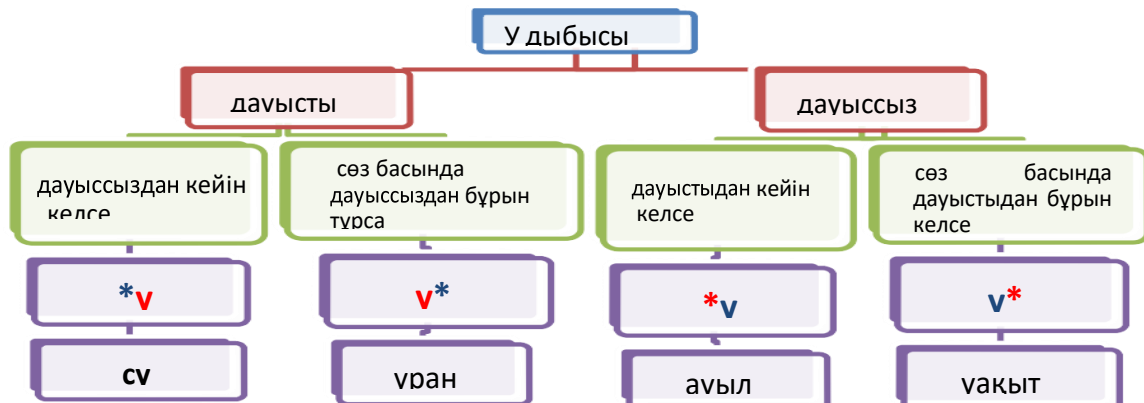 У дыбысы
дауысты
дауыссыз
дауыссыздан кейін
келсе
сөз басында
дауыссыздан бұрын
тұрса
дауыстыдан кейін
келсе
сөз басында
дауыстыдан бұрын
келсе
*у
у*
*у
у*
су
уран
ауыл
уақыт